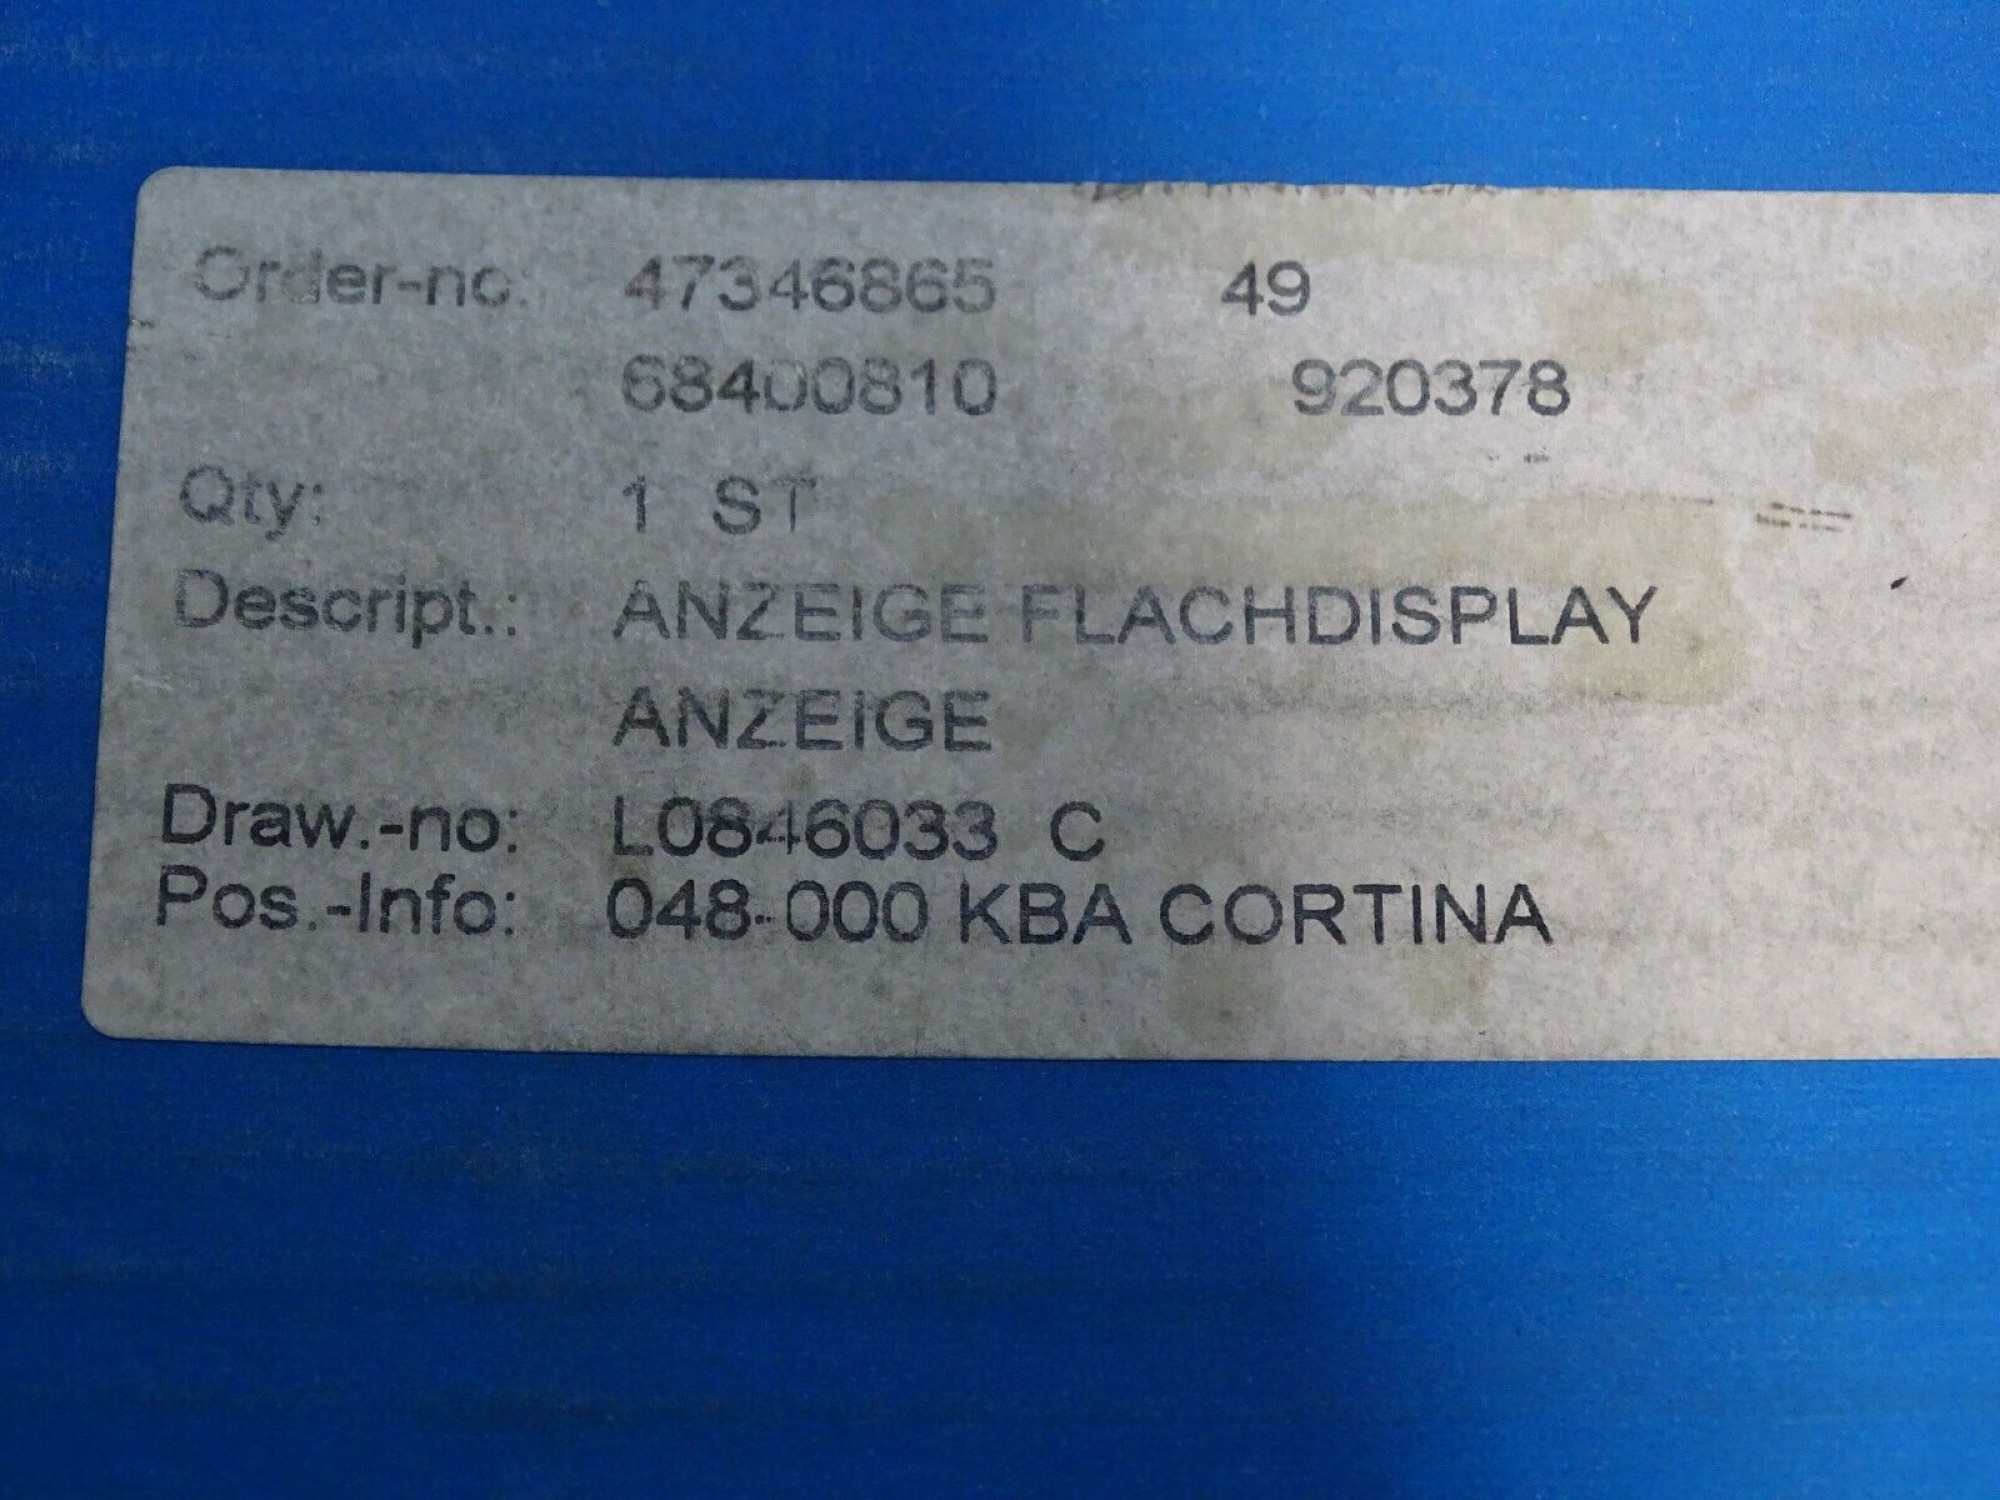 Order-no: 47346865 49
68400810 920378
Qty: 1 ST
Descript.: ANZEIGE FLACHDISPLAY
ANZEIGE
Draw.-no: L0846033 C
Pos.-Info: 048-000 KBA CORTINA